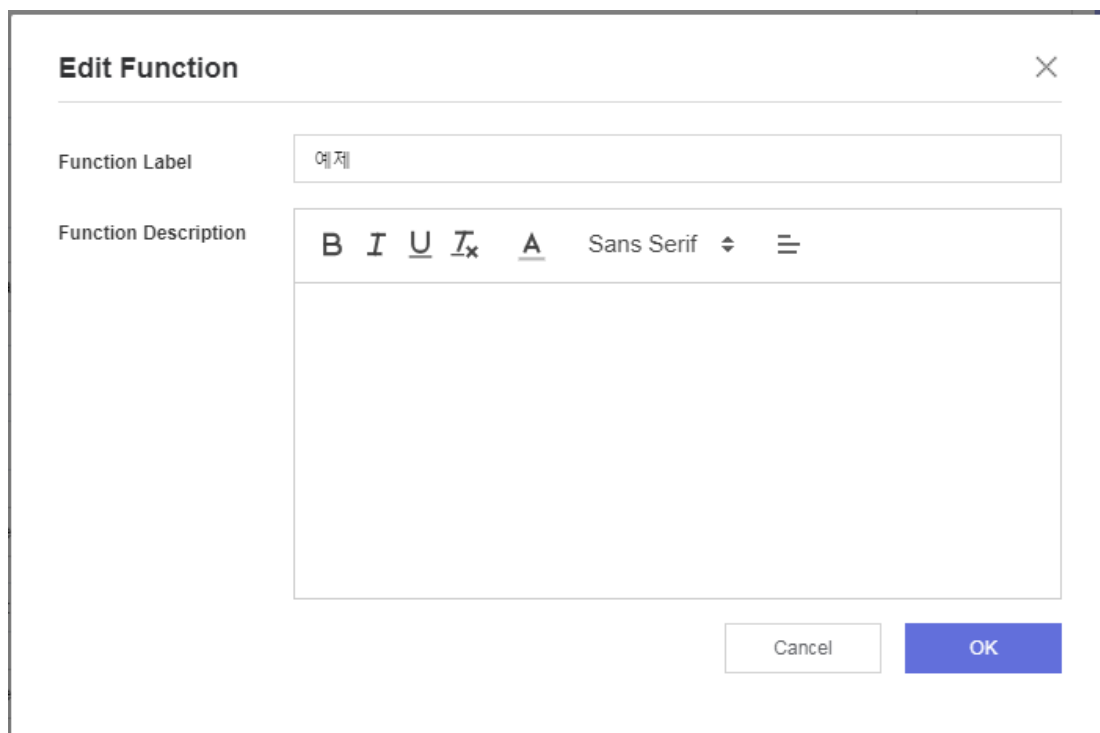 Edit Function
Function Label
예제
Function Description
B I U Tx A Sans Serif
Cancel
OK